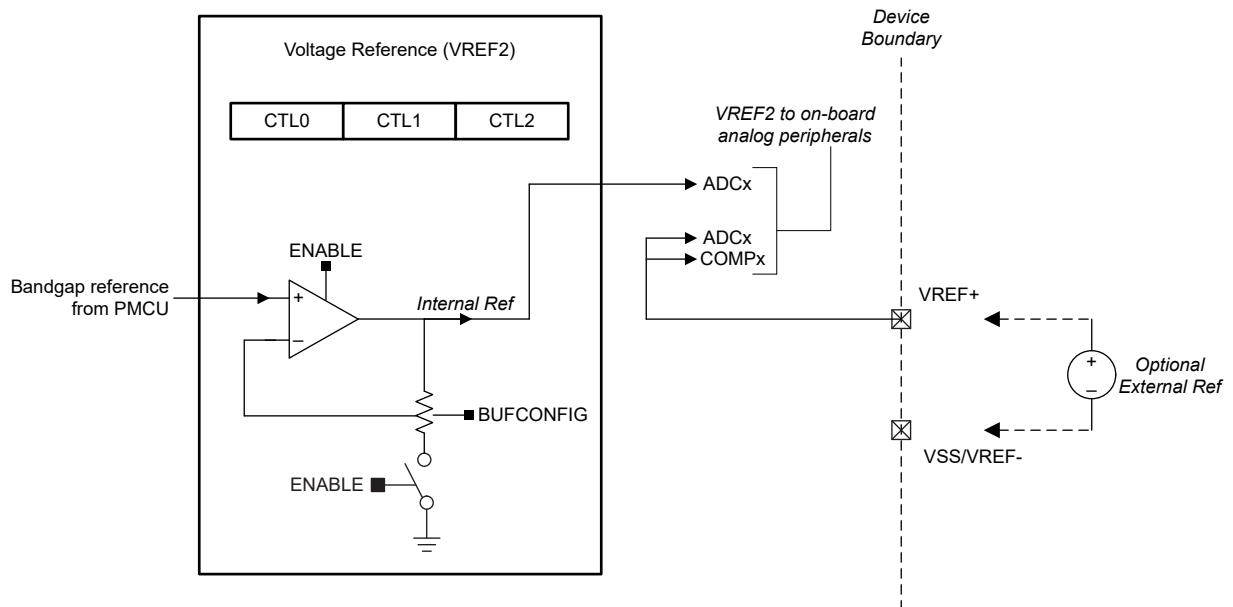 Device
Boundary
Voltage Reference (VREF2)
CTL0 CTL1 CTL2
VREF2 to on-board
analog peripherals
ADCx
ADCx
COMPx
ENABLE
Bandgap reference
from PMCU
+
–
Internal Ref
VREF+
BUFCONFIG
+
–
Optional
External Ref
VSS/VREF-
ENABLE